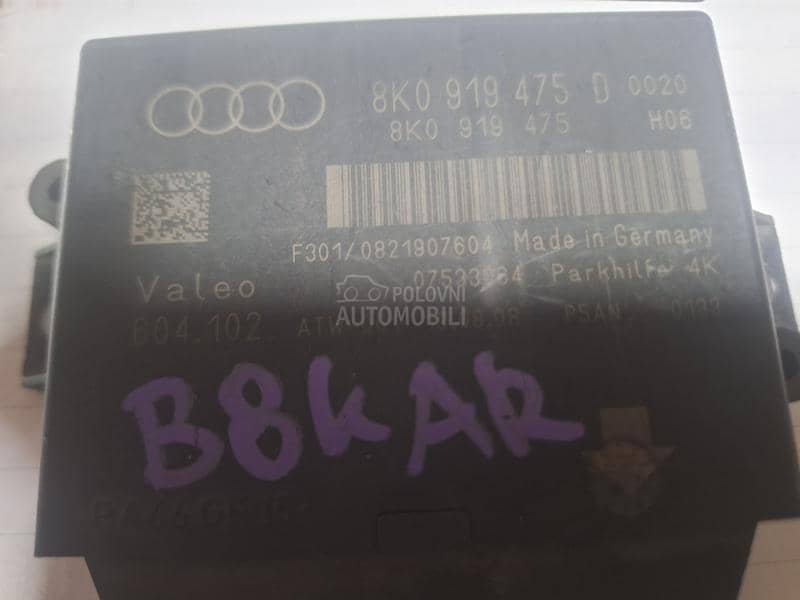 8K0 919 475 D 0020
8K0 919 475 H06
F301/0821907604 Made in Germany
Valeo Parkhilfe 4K
604.102
POLOVNI
AUTOMOBILI
B8KAR